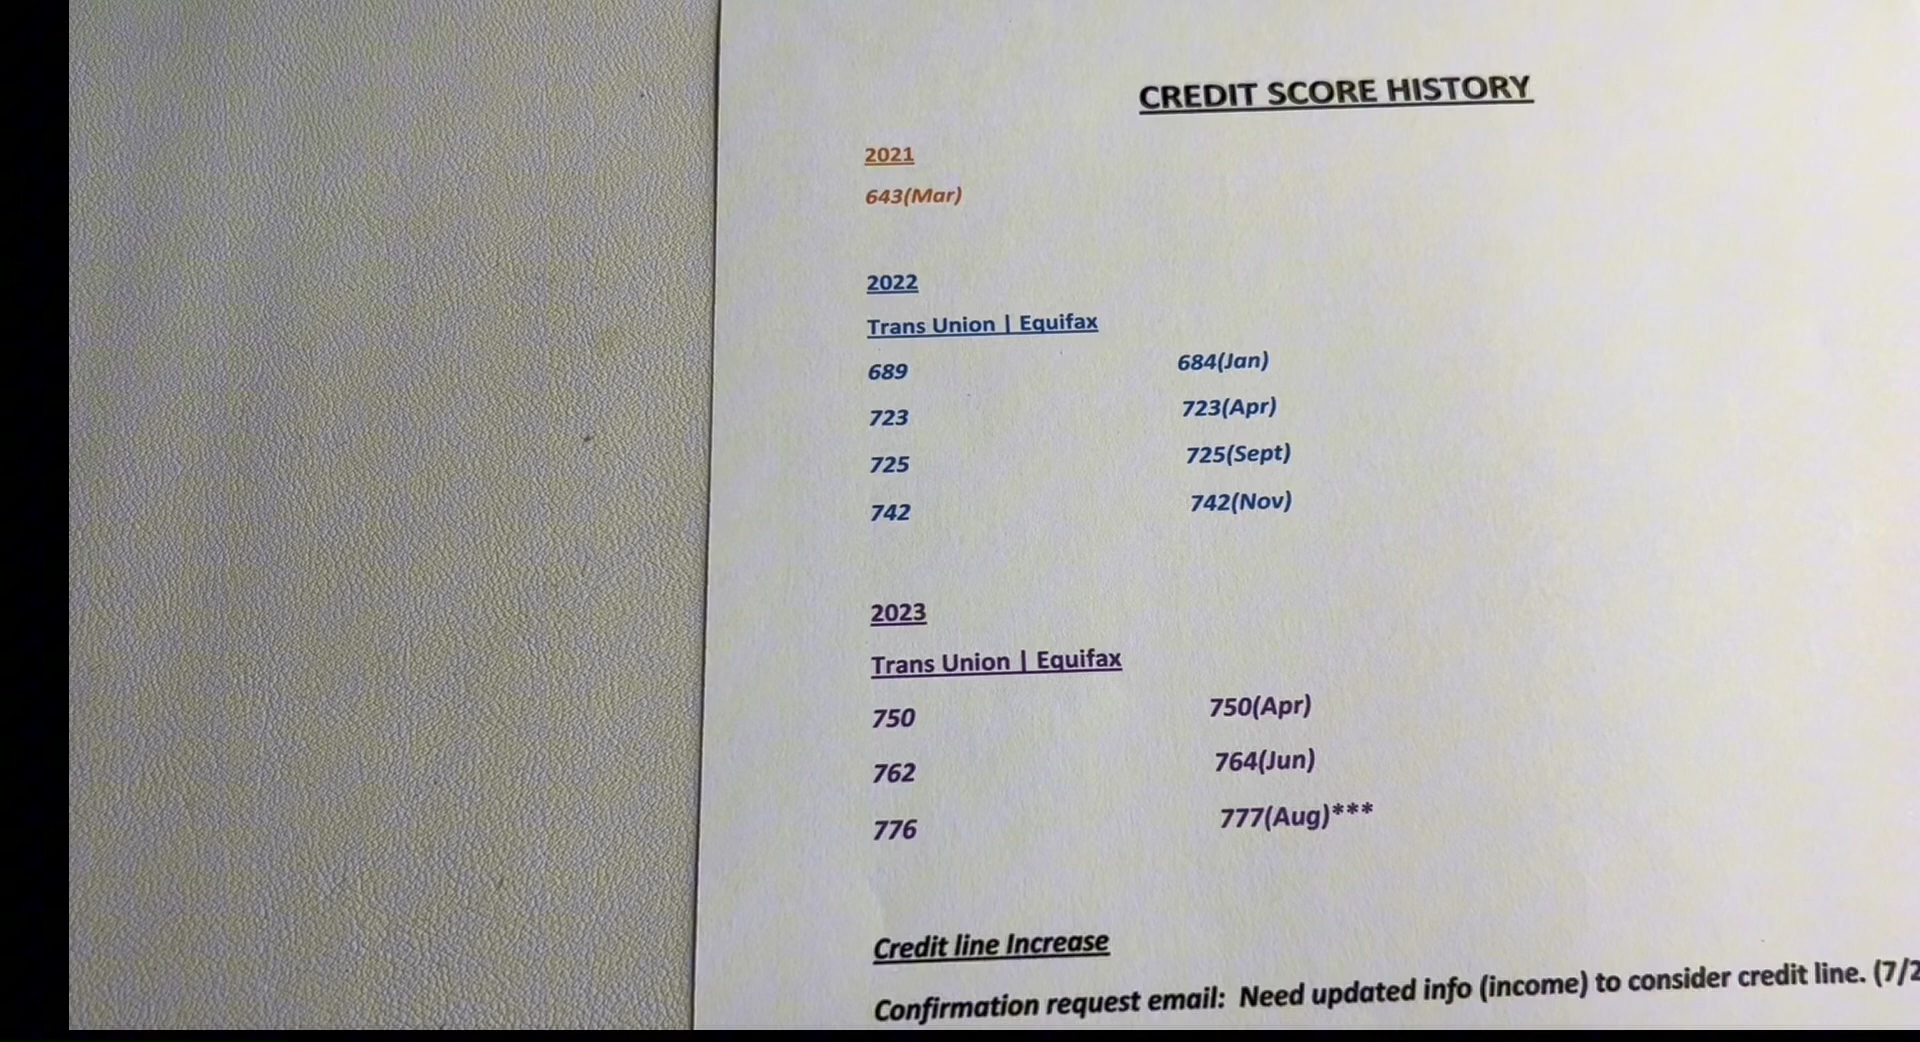 CREDIT SCORE HISTORY
2021
643(Mar)
2022
Trans Union | Equifax
689 684(Jan)
723 723(Apr)
725 725(Sept)
742 742(Nov)
2023
Trans Union | Equifax
750 750(Apr)
762 764(Jun)
776 777(Aug)***
Credit line Increase
Confirmation request email: Need updated info (income) to consider credit line. (7/2